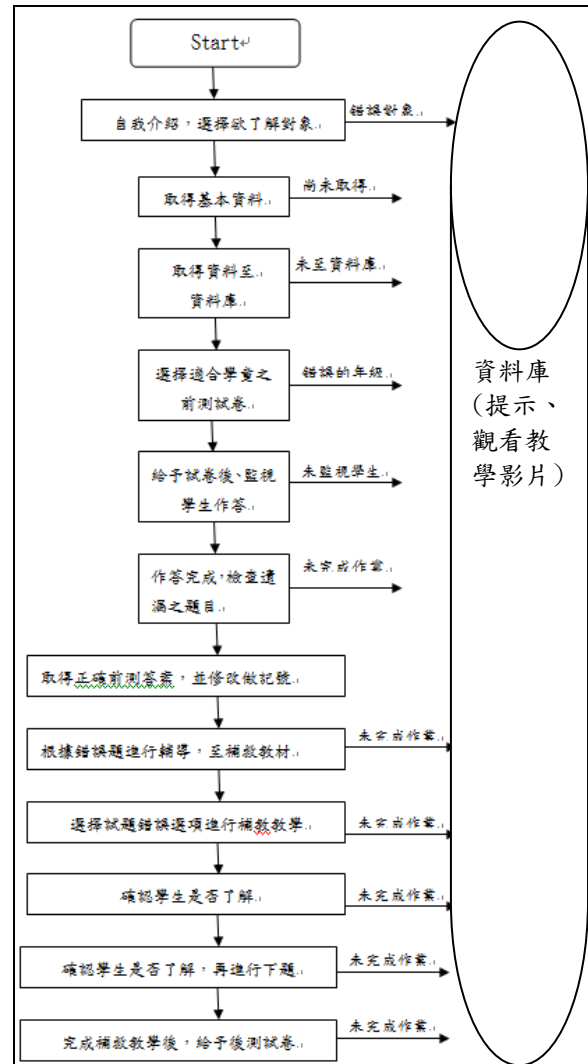 Start
自我介紹，選擇欲了解對象
錯誤對象
取得基本資料
尚未取得
取得資料至
資料庫
未至資料庫
選擇適合學童之
前測試卷
錯誤的年級
給予試卷後、監視
學生作答
未監視學生
作答完成，檢查遺
漏之題目
未完成作業
取得正確前測答案，並修改做記號
根據錯誤題進行輔導，至補救教材
未完成作業
選擇試題錯誤選項進行補救教學
未完成作業
確認學生是否了解
未完成作業
確認學生是否了解，再進行下題
未完成作業
完成補救教學後，給予後測試卷
未完成作業
資料庫
（提示、
觀看教
學影片）